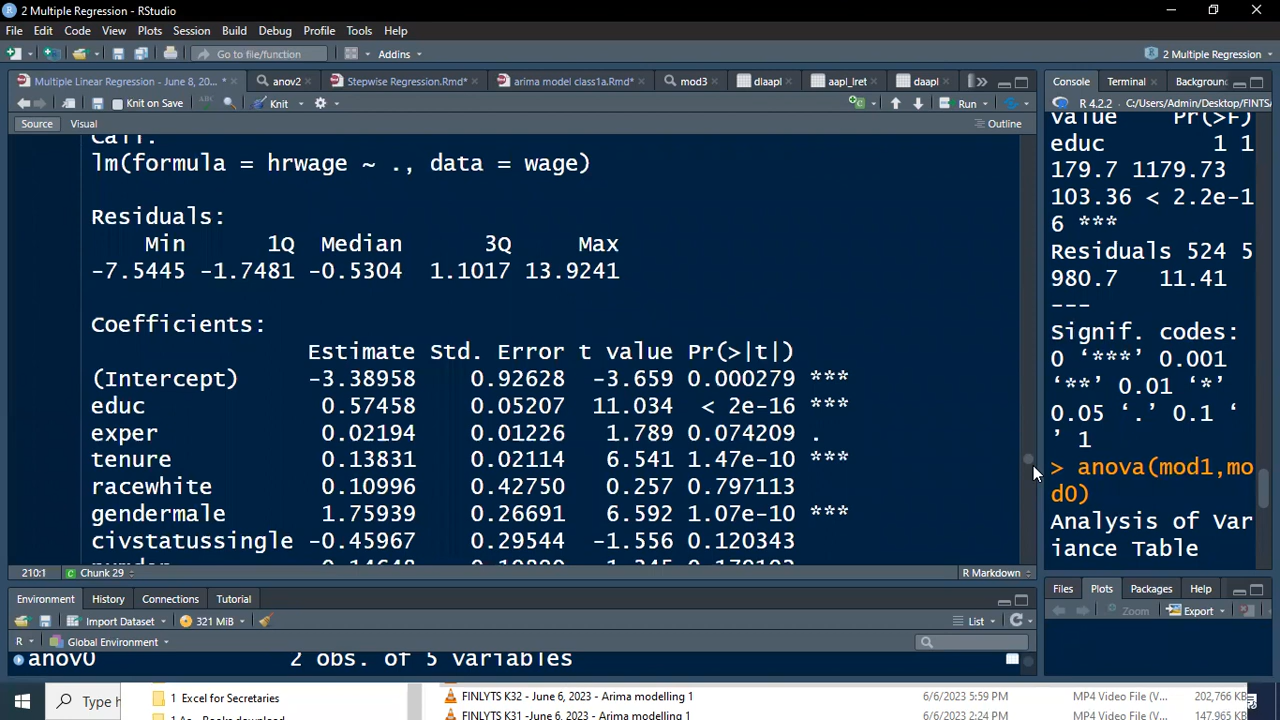 2 Multiple Regression - RStudio
File Edit Code View Plots Session Build Debug Profile Tools Help
Go to file/function Addins 2 Multiple Regression
Multiple Linear Regression - June 8, 20...* anov2 Stepwise Regression.Rmd* arima model class1a.Rmd* mod3 dlaapl aapl_lret daapl
Knit on Save ABC Knit Run
Source Visual Outline
Call:
lm(formula = hrwage ~ ., data = wage)
Residuals:
Min 1Q Median 3Q Max
-7.5445 -1.7481 -0.5304 1.1017 13.9241
Coefficients:
Estimate Std. Error t value Pr(>|t|)
(Intercept) -3.38958 0.92628 -3.659 0.000279 ***
educ 0.57458 0.05207 11.034 < 2e-16 ***
exper 0.02194 0.01226 1.789 0.074209 .
tenure 0.13831 0.02114 6.541 1.47e-10 ***
racewhite 0.10996 0.42750 0.257 0.797113
gendermale 1.75939 0.26691 6.592 1.07e-10 ***
civstatussingle -0.45967 0.29544 -1.556 0.120343
210:1 Chunk 29 R Markdown
Environment History Connections Tutorial
Import Dataset 321 MiB List
R Global Environment
anov0 2 obs. of 5 variables
Console Terminal Background
R 4.2.2 C:/Users/Admin/Desktop/FINTSA
value Pr(>F)
educ 1 1
179.7 1179.73
103.36 < 2.2e-1
6 ***
Residuals 524 5
980.7 11.41
---
Signif. codes:
0 ‘***’ 0.001
‘**’ 0.01 ‘*’
0.05 ‘.’ 0.1 ‘
’ 1
> anova(mod1,mo
d0)
Analysis of Var
iance Table
Files Plots Packages Help
Zoom Export
Type h
1 Excel for Secretaries
FINLYTS K32 - June 6, 2023 - Arima modelling 1 6/6/2023 5:59 PM MP4 Video File (V... 202,766 KB
FINLYTS K31 -June 6, 2023 - Arima modelling 1 6/6/2023 2:24 PM MP4 Video File (V... 147,965 KB